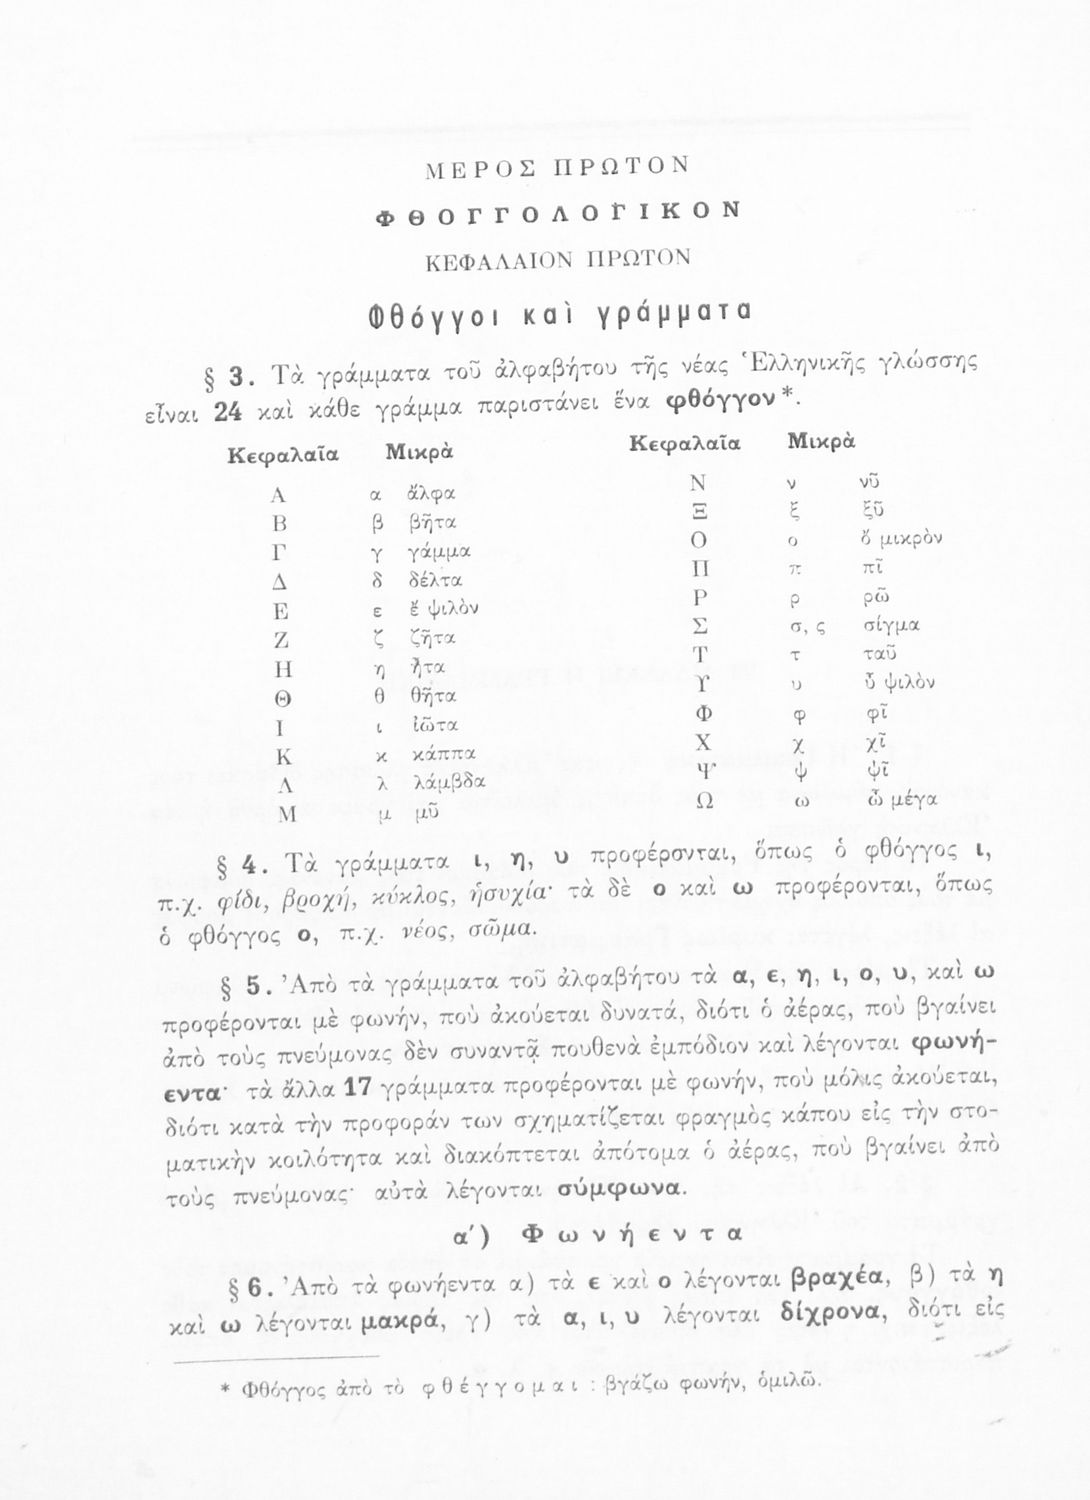 ΜΕΡΟΣ ΠΡΩΤΟΝ
ΦΘΟΓΓΟΛΟΓΙΚΟΝ
ΚΕΦΑΛΑΙΟΝ ΠΡΩΤΟΝ
Φθόγγοι καὶ γράμματα
§ 3. Τὰ γράμματα τοῦ ἀλφαβήτου τῆς νέας Ἑλληνικῆς γλώσσης
εἶναι 24 καὶ κάθε γράμμα παριστάνει ἕνα φθόγγον*.
Κεφαλαῖα Μικρὰ
Α α ἄλφα
Β β βῆτα
Γ γ γάμμα
Δ δ δέλτα
Ε ε ἔ ψιλὸν
Ζ ζ ζῆτα
Η η ἦτα
Θ θ θῆτα
Ι ι ἰῶτα
Κ κ κάππα
Λ λ λάμβδα
Μ μ μῦ
Κεφαλαῖα Μικρὰ
Ν ν νῦ
Ξ ξ ξῦ
Ο ο ὄ μικρὸν
Π π πῖ
Ρ ρ ρῶ
Σ σ, ς σίγμα
Τ τ ταῦ
Υ υ ὖ ψιλὸν
Φ φ φῖ
Χ χ χῖ
Ψ ψ ψῖ
Ω ω ὦ μέγα
§ 4. Τὰ γράμματα ι, η, υ προφέρονται, ὅπως ὁ φθόγγος ι,
π.χ. φίδι, βροχή, κύκλος, ἡσυχία· τὰ δὲ ο καὶ ω προφέρονται, ὅπως
ὁ φθόγγος ο, π.χ. νέος, σῶμα.
§ 5. Ἀπὸ τὰ γράμματα τοῦ ἀλφαβήτου τὰ α, ε, η, ι, ο, υ, καὶ ω
προφέρονται μὲ φωνήν, ποὺ ἀκούεται δυνατά, διότι ὁ ἀέρας, ποὺ βγαίνει
ἀπὸ τοὺς πνεύμονας δὲν συναντᾷ πουθενὰ ἐμπόδιον καὶ λέγονται φωνή-
εντα· τὰ ἄλλα 17 γράμματα προφέρονται μὲ φωνήν, ποὺ μόλις ἀκούεται,
διότι κατὰ τὴν προφοράν των σχηματίζεται φραγμὸς κάπου εἰς τὴν στο-
ματικὴν κοιλότητα καὶ διακόπτεται ἀπότομα ὁ ἀέρας, ποὺ βγαίνει ἀπὸ
τοὺς πνεύμονας· αὐτὰ λέγονται σύμφωνα.
α΄) Φωνήεντα
§ 6. Ἀπὸ τὰ φωνήεντα α) τὰ ε καὶ ο λέγονται βραχέα, β) τὰ η
καὶ ω λέγονται μακρά, γ) τὰ α, ι, υ λέγονται δίχρονα, διότι εἰς
* Φθόγγος ἀπὸ τὸ φθέγγομαι : βγάζω φωνήν, ὁμιλῶ.